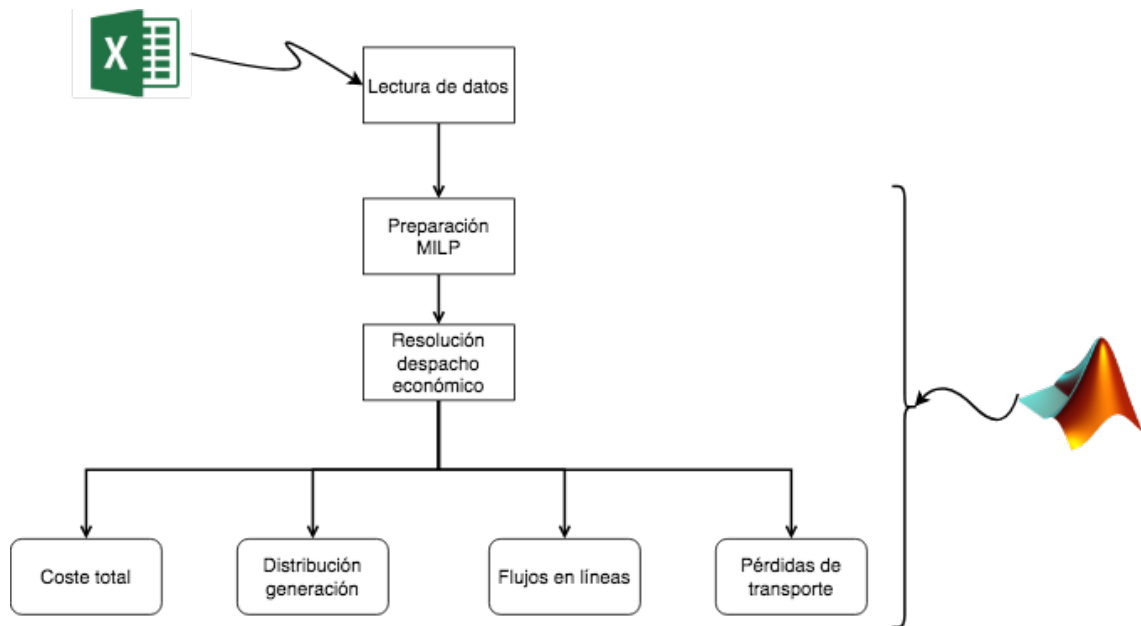 X
Lectura de datos
Preparación
MILP
Resolución
despacho
económico
Coste total
Distribución
generación
Flujos en líneas
Pérdidas de
transporte